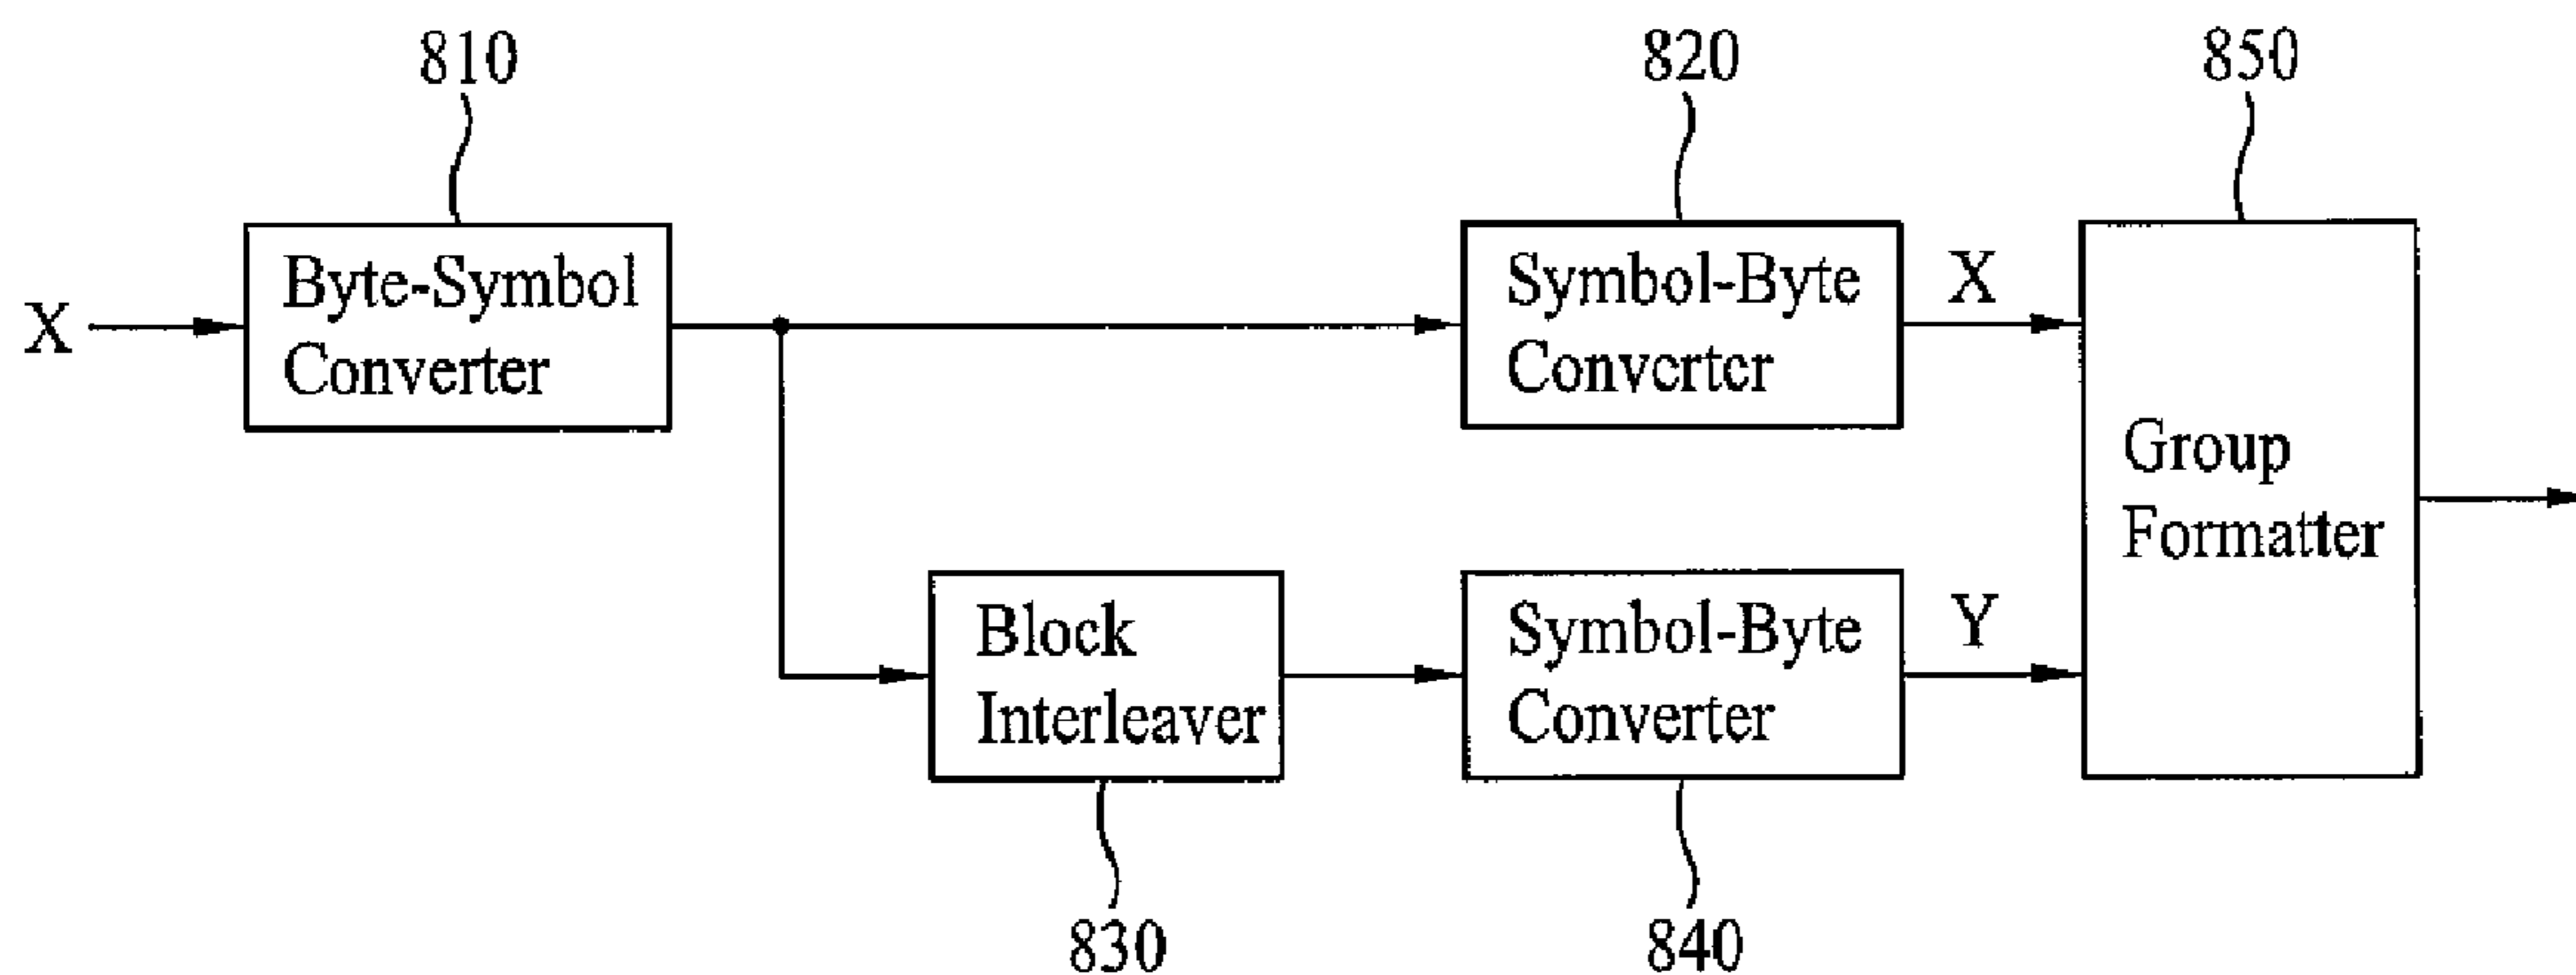 810
820
850
X
Byte-Symbol
Converter
Symbol-Byte
Converter
X
Group
Formatter
Block
Interleaver
Symbol-Byte
Converter
Y
830
840